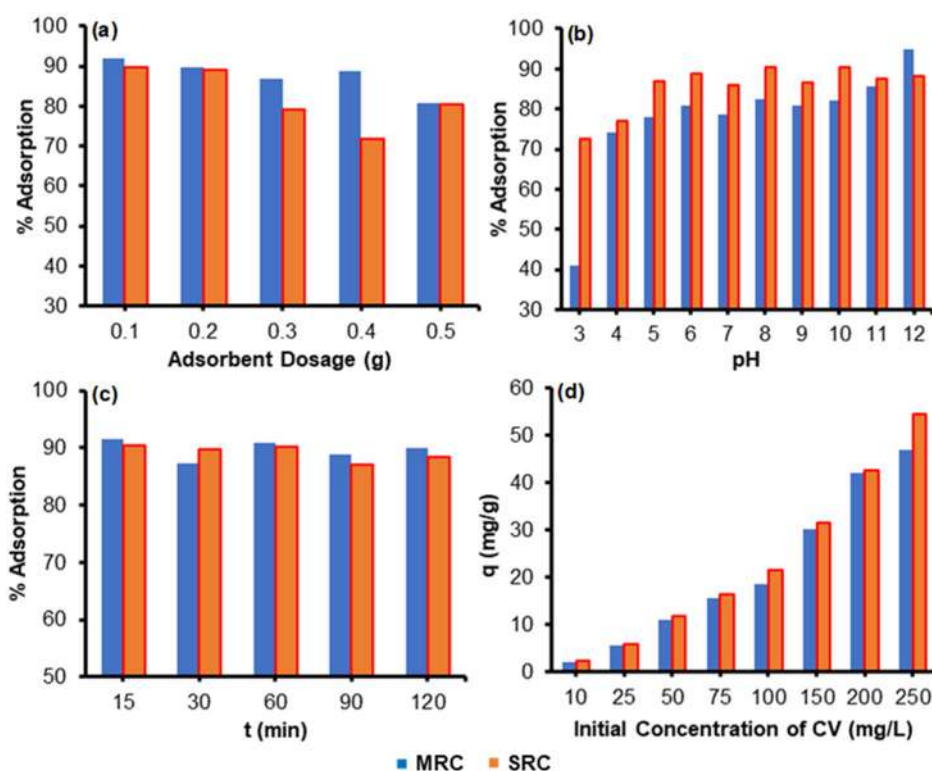 (a)
% Adsorption
100
90
80
70
60
50
40
30
0.1 0.2 0.3 0.4 0.5
Adsorbent Dosage (g)
(b)
% Adsorption
100
90
80
70
60
50
40
30
3 4 5 6 7 8 9 10 11 12
pH
(c)
% Adsorption
100
90
80
70
60
50
15 30 60 90 120
t (min)
(d)
q (mg/g)
60
50
40
30
20
10
0
10 25 50 75 100 150 200 250
Initial Concentration of CV (mg/L)
MRC SRC